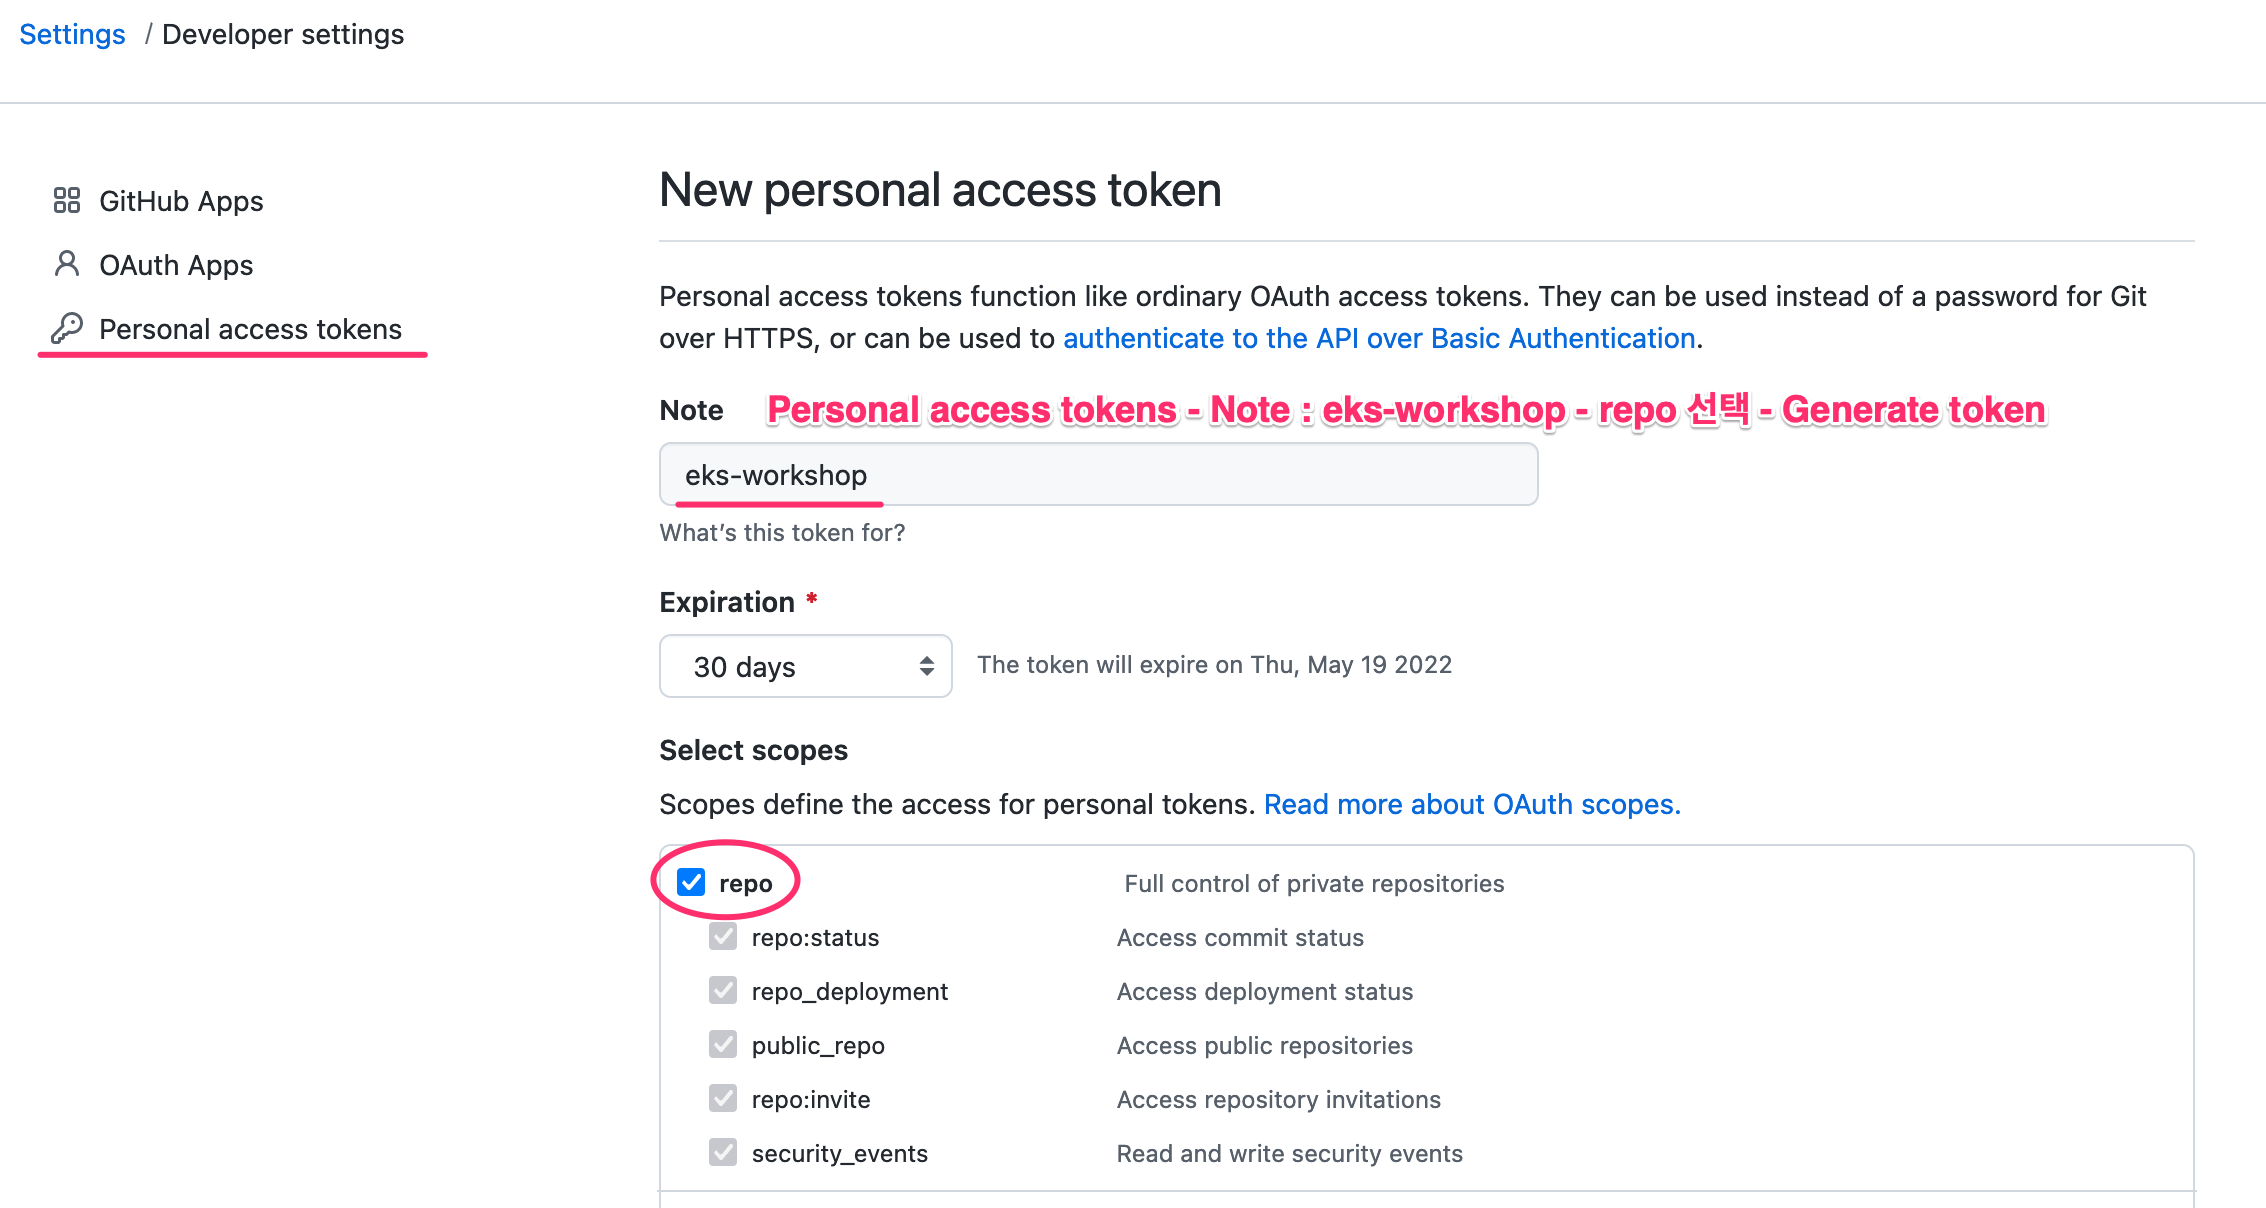 Settings / Developer settings
GitHub Apps
OAuth Apps
Personal access tokens
New personal access token
Personal access tokens function like ordinary OAuth access tokens. They can be used instead of a password for Git
over HTTPS, or can be used to authenticate to the API over Basic Authentication.
Note
Personal access tokens - Note : eks-workshop - repo 선택 - Generate token
eks-workshop
What's this token for?
Expiration *
30 days
The token will expire on Thu, May 19 2022
Select scopes
Scopes define the access for personal tokens. Read more about OAuth scopes.
repo Full control of private repositories
repo:status Access commit status
repo_deployment Access deployment status
public_repo Access public repositories
repo:invite Access repository invitations
security_events Read and write security events